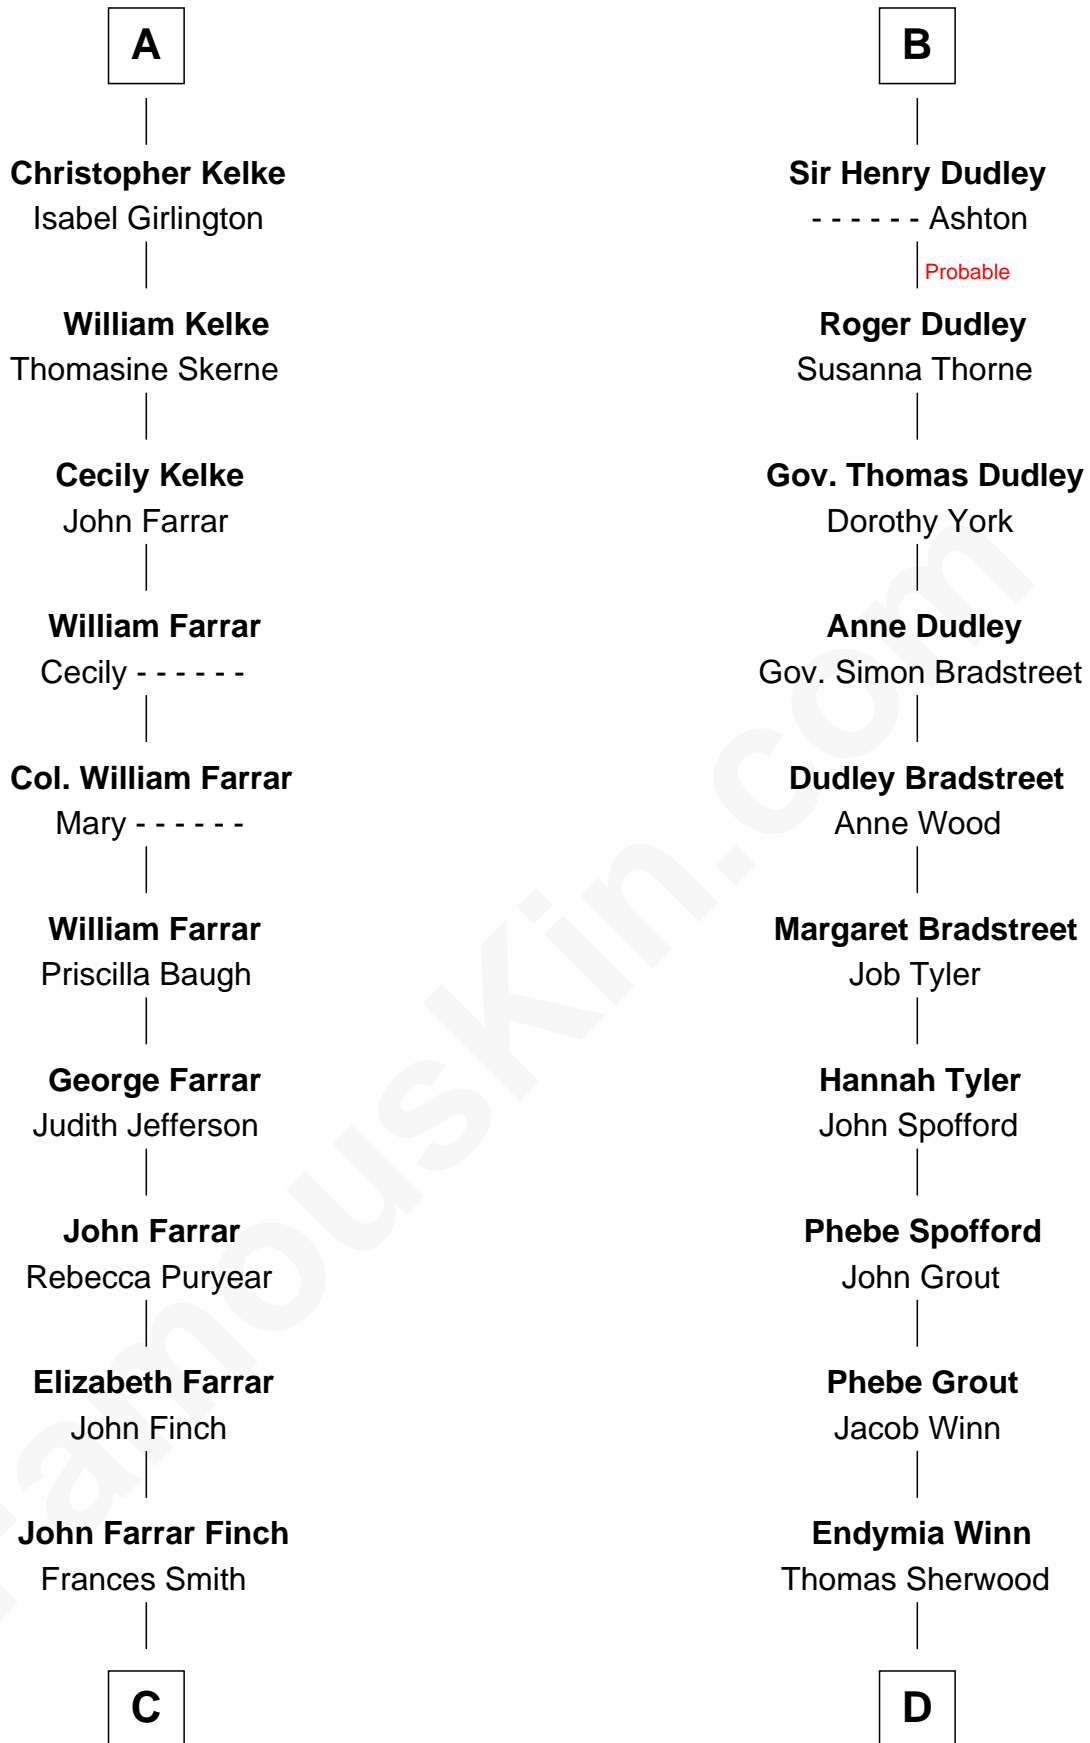 A
Christopher Kelke
Isabel Girlington
William Kelke
Thomasine Skerne
Cecily Kelke
John Farrar
William Farrar
Cecily - - - - - -
Col. William Farrar
Mary - - - - - -
William Farrar
Priscilla Baugh
George Farrar
Judith Jefferson
John Farrar
Rebecca Puryear
Elizabeth Farrar
John Finch
John Farrar Finch
Frances Smith
C
B
Sir Henry Dudley
- - - - - - Ashton
Probable
Roger Dudley
Susanna Thorne
Gov. Thomas Dudley
Dorothy York
Anne Dudley
Gov. Simon Bradstreet
Dudley Bradstreet
Anne Wood
Margaret Bradstreet
Job Tyler
Hannah Tyler
John Spofford
Phebe Spofford
John Grout
Phebe Grout
Jacob Winn
Endymia Winn
Thomas Sherwood
D
FamousKin.com